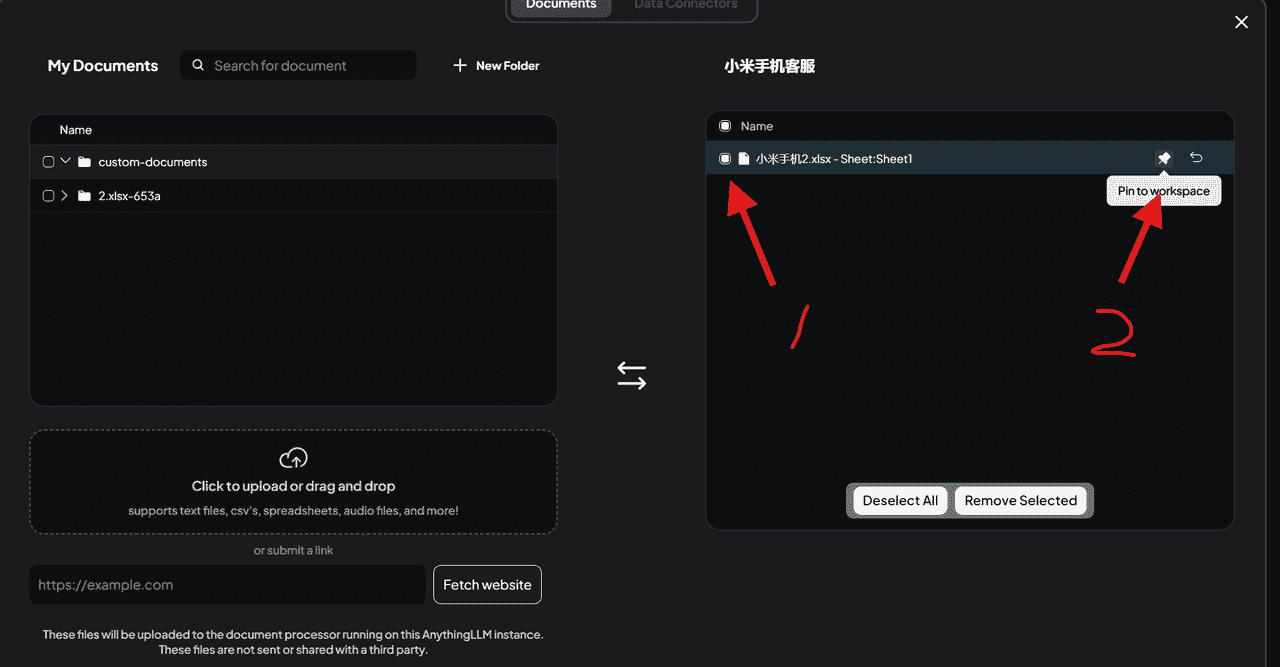 Documents
Data Connectors
My Documents
Search for document
New Folder
小米手机客服
Name
custom-documents
2.xlsx-653a
Name
小米手机2.xlsx - Sheet:Sheet1
Pin to workspace
1
2
Click to upload or drag and drop
supports text files, csv's, spreadsheets, audio files, and more!
or submit a link
https://example.com
Fetch website
These files will be uploaded to the document processor running on this AnythingLLM instance.
These files are not sent or shared with a third party.
Deselect All
Remove Selected